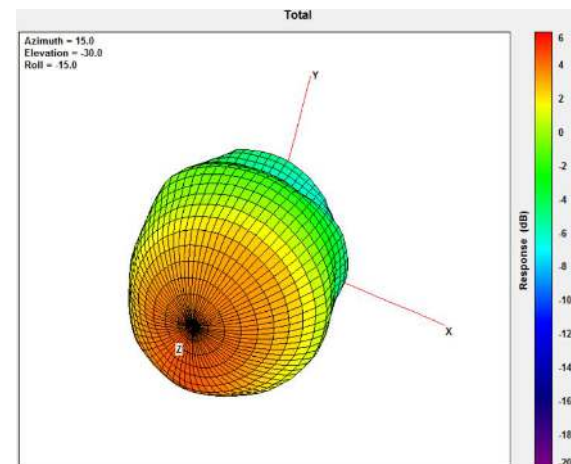 Total
Azimuth = 15.0
Elevation = -30.0
Roll = -15.0
Y
X
Z
Response (dB)
6
4
2
0
-2
-4
-6
-8
-10
-12
-14
-16
-18
-20